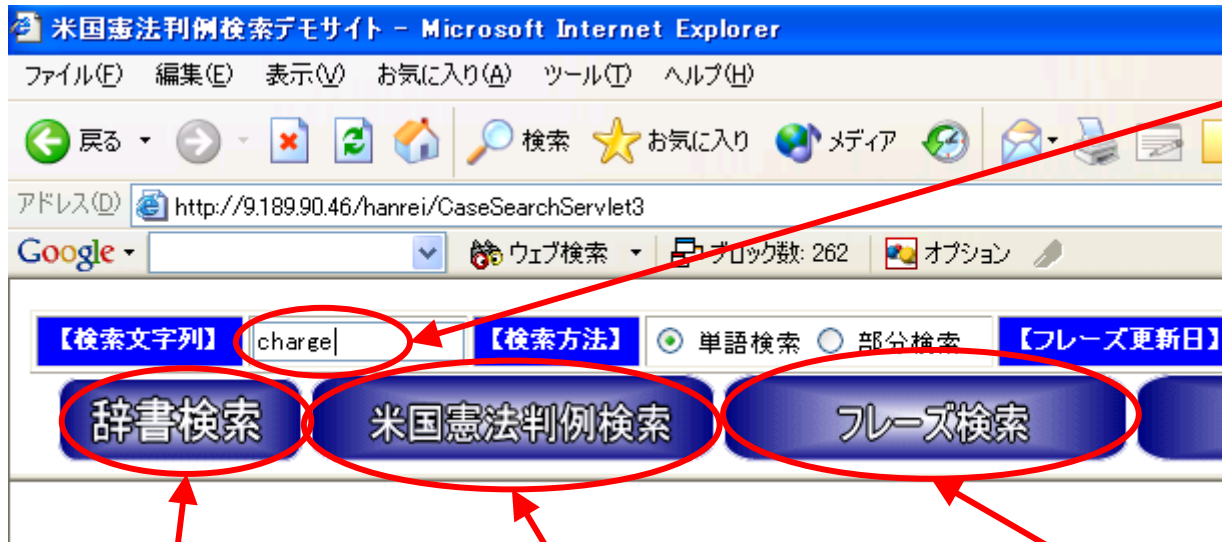 米国憲法判例検索デモサイト - Microsoft Internet Explorer
ファイル(F) 編集(E) 表示(V) お気に入り(A) ツール(T) ヘルプ(H)
戻る 検索 お気に入り メディア
アドレス(D) http://9.189.90.46/hanrei/CaseSearchServlet3
Google ウェブ検索 ブロック数: 262 オプション
【検索文字列】 charge 【検索方法】 単語検索 部分検索 【フレーズ更新日】
辞書検索 米国憲法判例検索 フレーズ検索